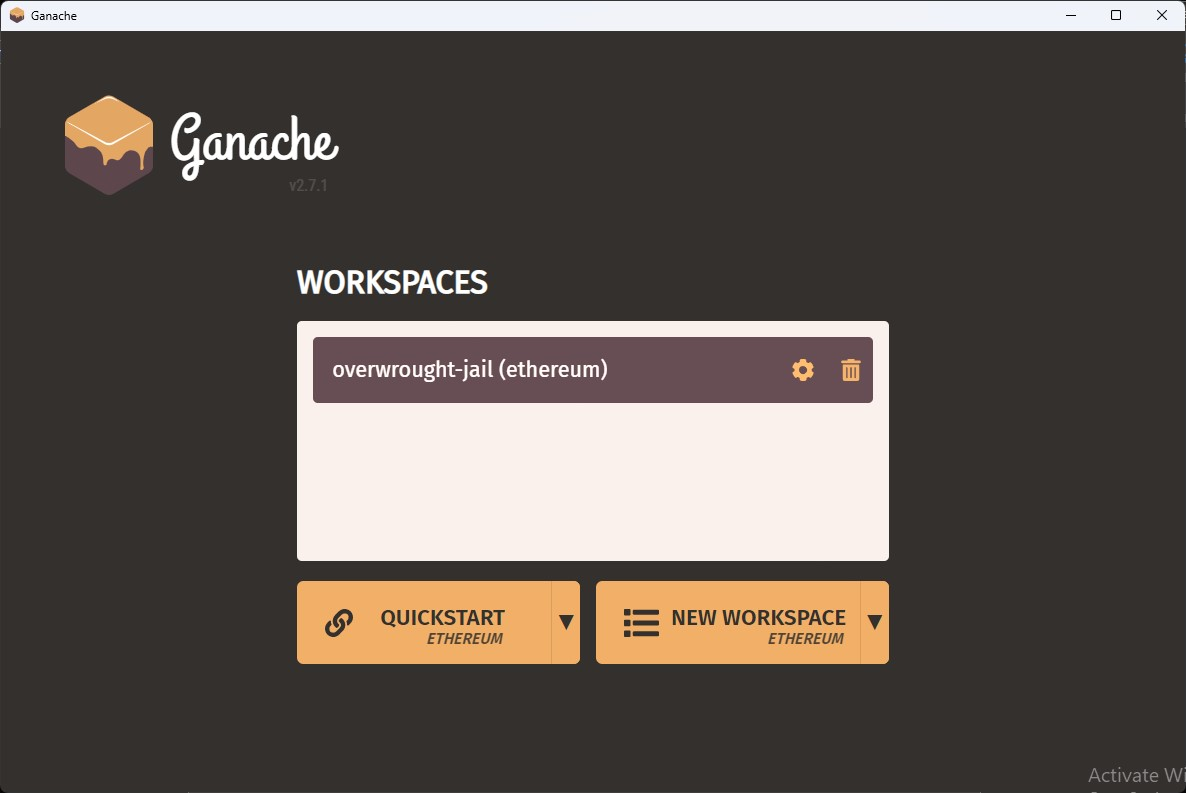 Ganache
Ganache
v2.7.1
WORKSPACES
overwrought-jail (ethereum)
QUICKSTART
ETHEREUM
NEW WORKSPACE
ETHEREUM
Activate Wi